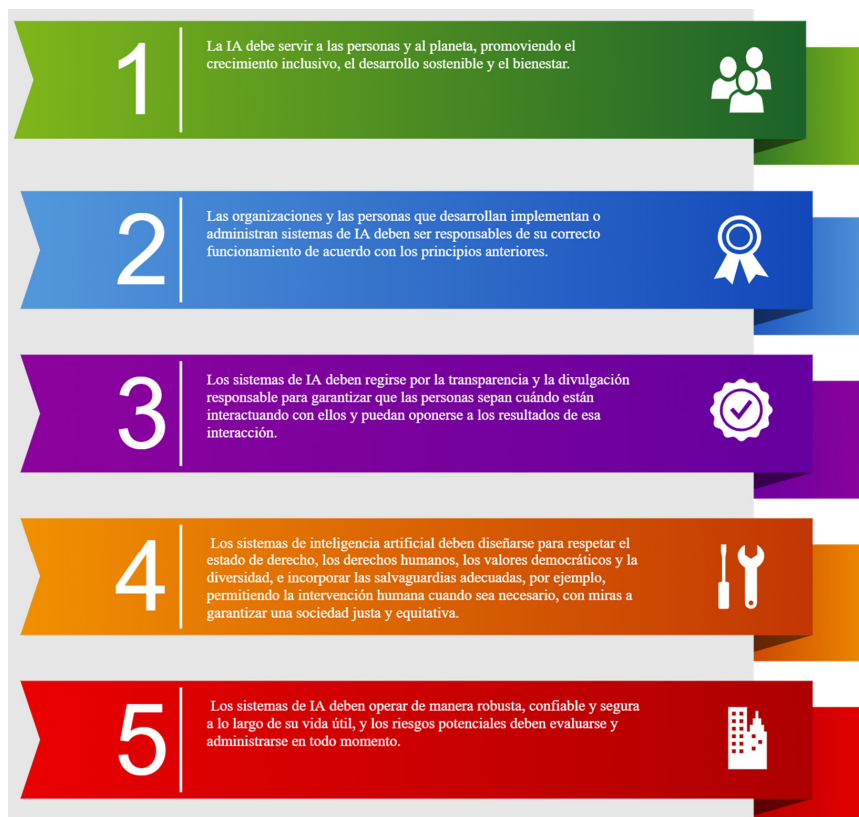 1
La IA debe servir a las personas y al planeta, promoviendo el
crecimiento inclusivo, el desarrollo sostenible y el bienestar.
2
Las organizaciones y las personas que desarrollan implementan o
administran sistemas de IA deben ser responsables de su correcto
funcionamiento de acuerdo con los principios anteriores.
3
Los sistemas de IA deben regirse por la transparencia y la divulgación
responsable para garantizar que las personas sepan cuándo están
interactuando con ellos y puedan oponerse a los resultados de esa
interacción.
4
Los sistemas de inteligencia artificial deben diseñarse para respetar el
estado de derecho, los derechos humanos, los valores democráticos y la
diversidad, e incorporar las salvaguardias adecuadas, por ejemplo,
permitiendo la intervención humana cuando sea necesario, con miras a
garantizar una sociedad justa y equitativa.
5
Los sistemas de IA deben operar de manera robusta, confiable y segura
a lo largo de su vida útil, y los riesgos potenciales deben evaluarse y
administrarse en todo momento.